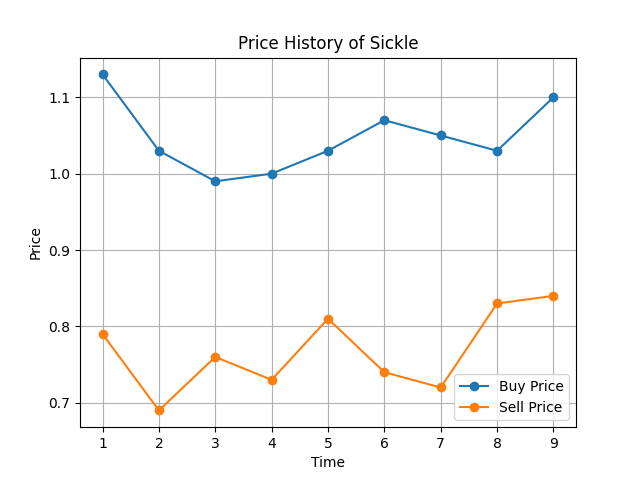 Price History of Sickle
1.1
1.0
0.9
0.8
0.7
Price
Buy Price
Sell Price
1 2 3 4 5 6 7 8 9
Time